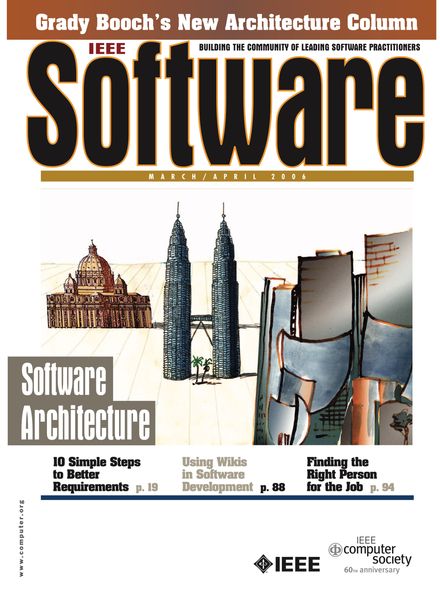 Grady Booch's New Architecture Column
IEEE
BUILDING THE COMMUNITY OF LEADING SOFTWARE PRACTITIONERS
Software
MARCH/APRIL 2006
Software
Architecture
10 Simple Steps
to Better
Requirements p. 19
Using Wikis
in Software
Development p. 88
Finding the
Right Person
for the Job p. 94
www.computer.org
IEEE
IEEE
computer
society
60TH anniversary